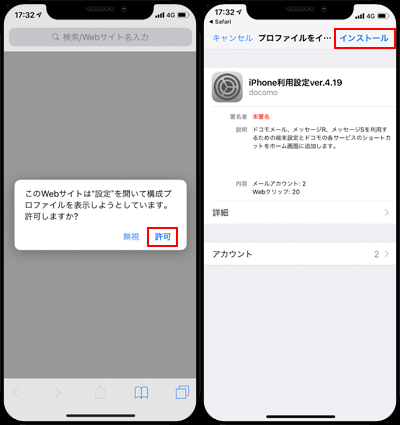 17:32
4G
検索/Webサイト名入力
このWebサイトは"設定"を開いて構成プ
ロファイルを表示しようとしています。
許可しますか?
無視
許可
17:32
4G
Safari
キャンセル
プロファイルをイ…
インストール
iPhone利用設定ver.4.19
docomo
署名者 未署名
説明 ドコモメール、メッセージR、メッセージSを利用す
るための端末設定とドコモの各サービスのショートカ
ットをホーム画面に追加します。
内容 メールアカウント: 2
Webクリップ: 20
詳細
アカウント 2